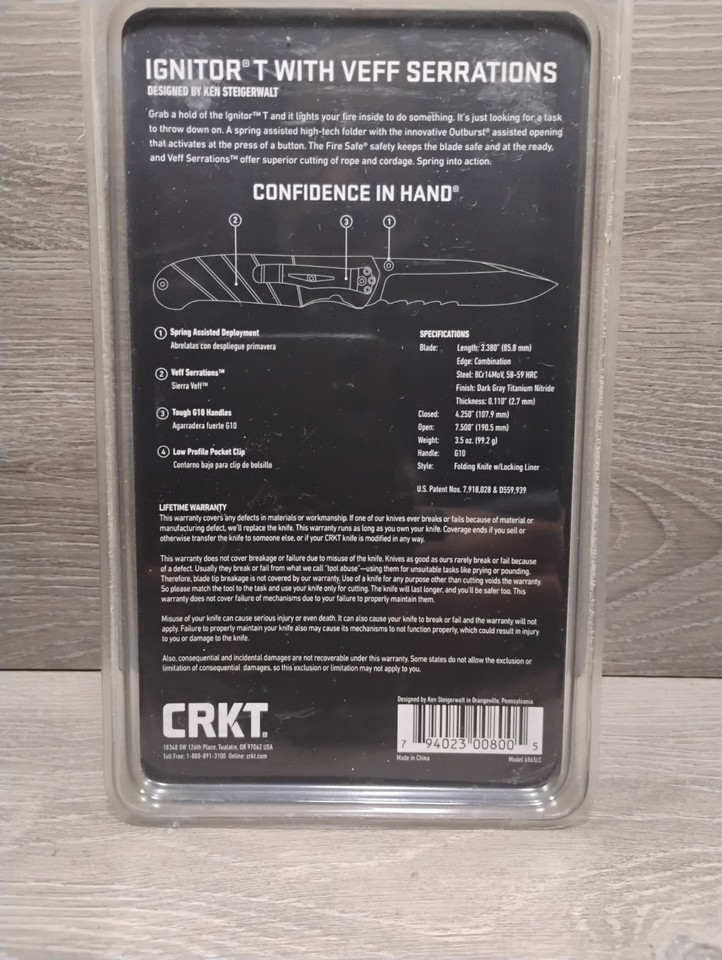 IGNITOR® T WITH VEFF SERRATIONS
DESIGNED BY KEN STEIGERWALT
Grab a hold of the Ignitor™ T and it lights your fire inside to do something. It's just looking for a task
to throw down on. A spring assisted high-tech folder with the innovative Outburst® assisted opening
that activates at the press of a button. The Fire Safe® safety keeps the blade safe and at the ready,
and Veff Serrations™ offer superior cutting of rope and cordage. Spring into action.
CONFIDENCE IN HAND®
2 3 1
1 Spring Assisted Deployment
Abrelatas con despliegue primavera
2 Veff Serrations™
Sierra Veff™
3 Tough G10 Handles
Agarradera fuerte G10
4 Low Profile Pocket Clip
Contorno bajo para clip de bolsillo
SPECIFICATIONS
Blade: Length: 3.380" (85.8 mm)
Edge: Combination
Steel: 8Cr14MoV, 58-59 HRC
Finish: Dark Gray Titanium Nitride
Thickness: 0.110" (2.7 mm)
Closed: 4.250" (107.9 mm)
Open: 7.500" (190.5 mm)
Weight: 3.5 oz. (99.2 g)
Handle: G10
Style: Folding Knife w/Locking Liner
U.S. Patent Nos. 7,918,028 & D559,939
LIFETIME WARRANTY
This warranty covers any defects in materials or workmanship. If one of our knives ever breaks or fails because of material or
manufacturing defect, we'll replace the knife. This warranty runs as long as you own your knife. Coverage ends if you sell or
otherwise transfer the knife to someone else, or if your CRKT knife is modified in any way.
This warranty does not cover breakage or failure due to misuse of the knife. Knives as good as ours rarely break or fail because
of a defect. Usually they break or fail from what we call "tool abuse"—using them for unsuitable tasks like prying or pounding.
Therefore, blade tip breakage is not covered by our warranty. Use of a knife for any purpose other than cutting voids the warranty.
So please match the tool to the task and use your knife only for cutting. The knife will last longer, and you'll be safer too. This
warranty does not cover failure of mechanisms due to your failure to properly maintain them.
Misuse of your knife can cause serious injury or even death. It can also cause your knife to break or fail and the warranty will not
apply. Failure to properly maintain your knife also may cause its mechanisms to not function properly, which could result in injury
to you or damage to the knife.
Also, consequential and incidental damages are not recoverable under this warranty. Some states do not allow the exclusion or
limitation of consequential damages, so this exclusion or limitation may not apply to you.
CRKT.
18348 SW 126th Place, Tualatin, OR 97062 USA
Toll Free: 1-800-891-3100 Online: crkt.com
Designed by Ken Steigerwalt in Orangeville, Pennsylvania
7 94023 00800 5
Made in China Model 6865LC